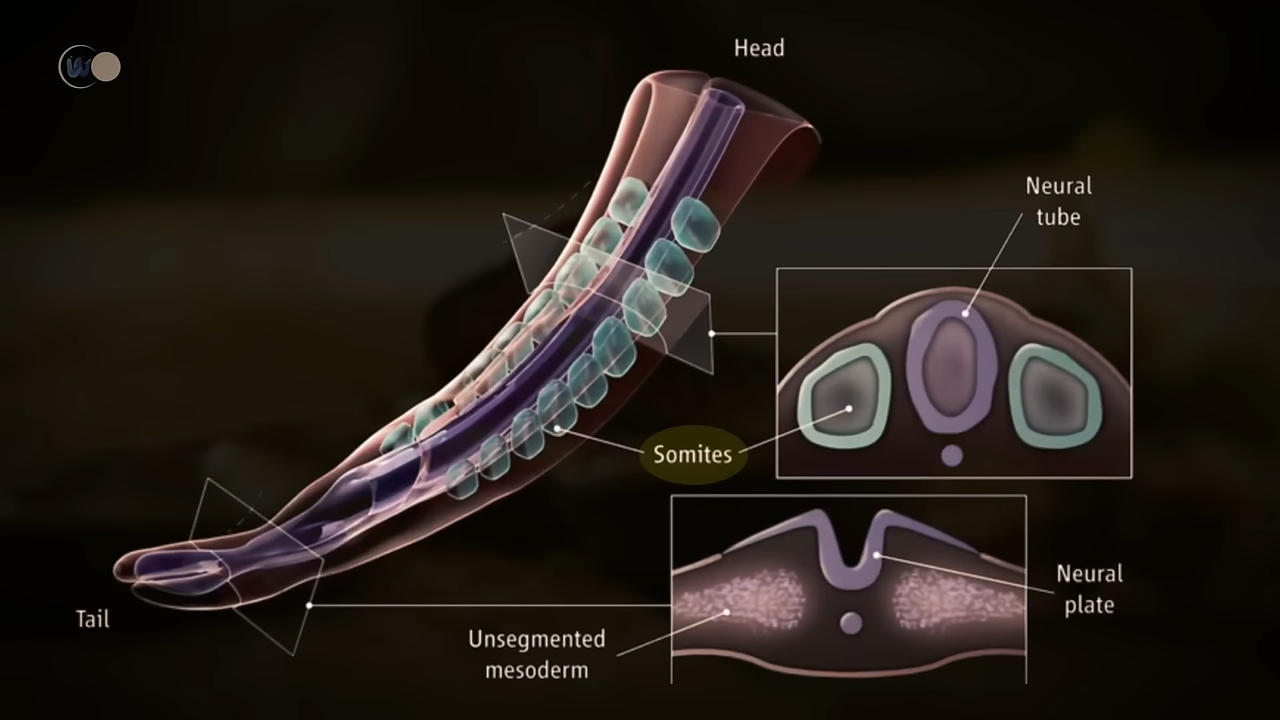 Head
Neural
tube
Somites
Neural
plate
Tail
Unsegmented
mesoderm